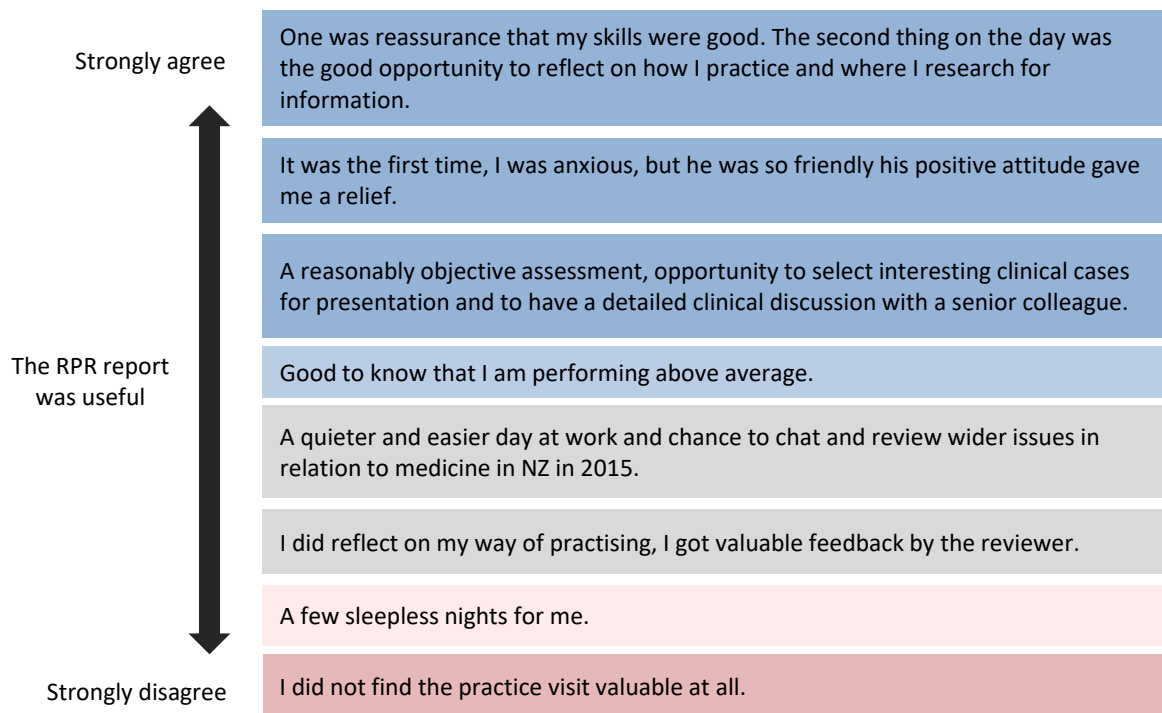 Strongly agree
One was reassurance that my skills were good. The second thing on the day was
the good opportunity to reflect on how I practice and where I research for
information.
It was the first time, I was anxious, but he was so friendly his positive attitude gave
me a relief.
A reasonably objective assessment, opportunity to select interesting clinical cases
for presentation and to have a detailed clinical discussion with a senior colleague.
The RPR report
was useful
Good to know that I am performing above average.
A quieter and easier day at work and chance to chat and review wider issues in
relation to medicine in NZ in 2015.
I did reflect on my way of practising, I got valuable feedback by the reviewer.
A few sleepless nights for me.
Strongly disagree
I did not find the practice visit valuable at all.